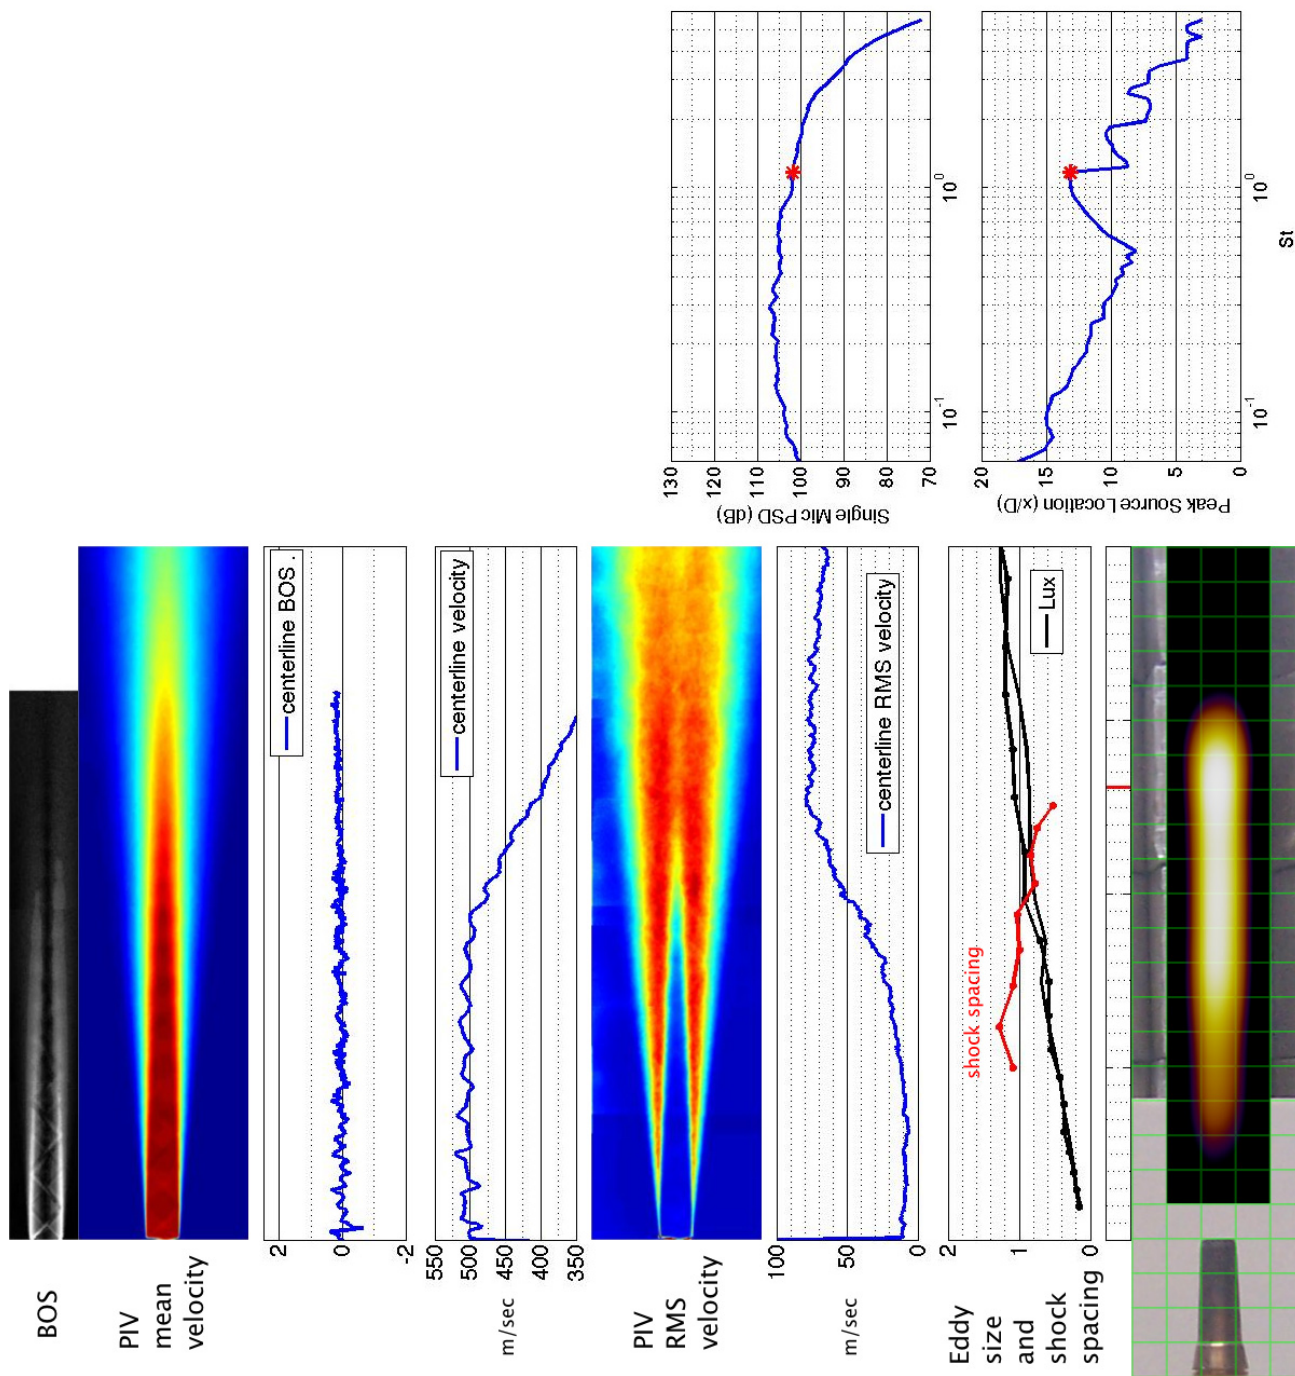 BOS
PIV
mean
velocity
2
0
-2
centerline BOS.
m/sec
550
500
450
400
350
centerline velocity
PIV
RMS
velocity
m/sec
100
50
0
centerline RMS velocity
Eddy
size
and
shock
spacing
2
1
0
shock spacing
Lux
Single Mic PSD (dB)
130
120
110
100
90
80
70
10-1
100
Peak Source Location (x/D)
20
15
10
5
0
10-1
100
St